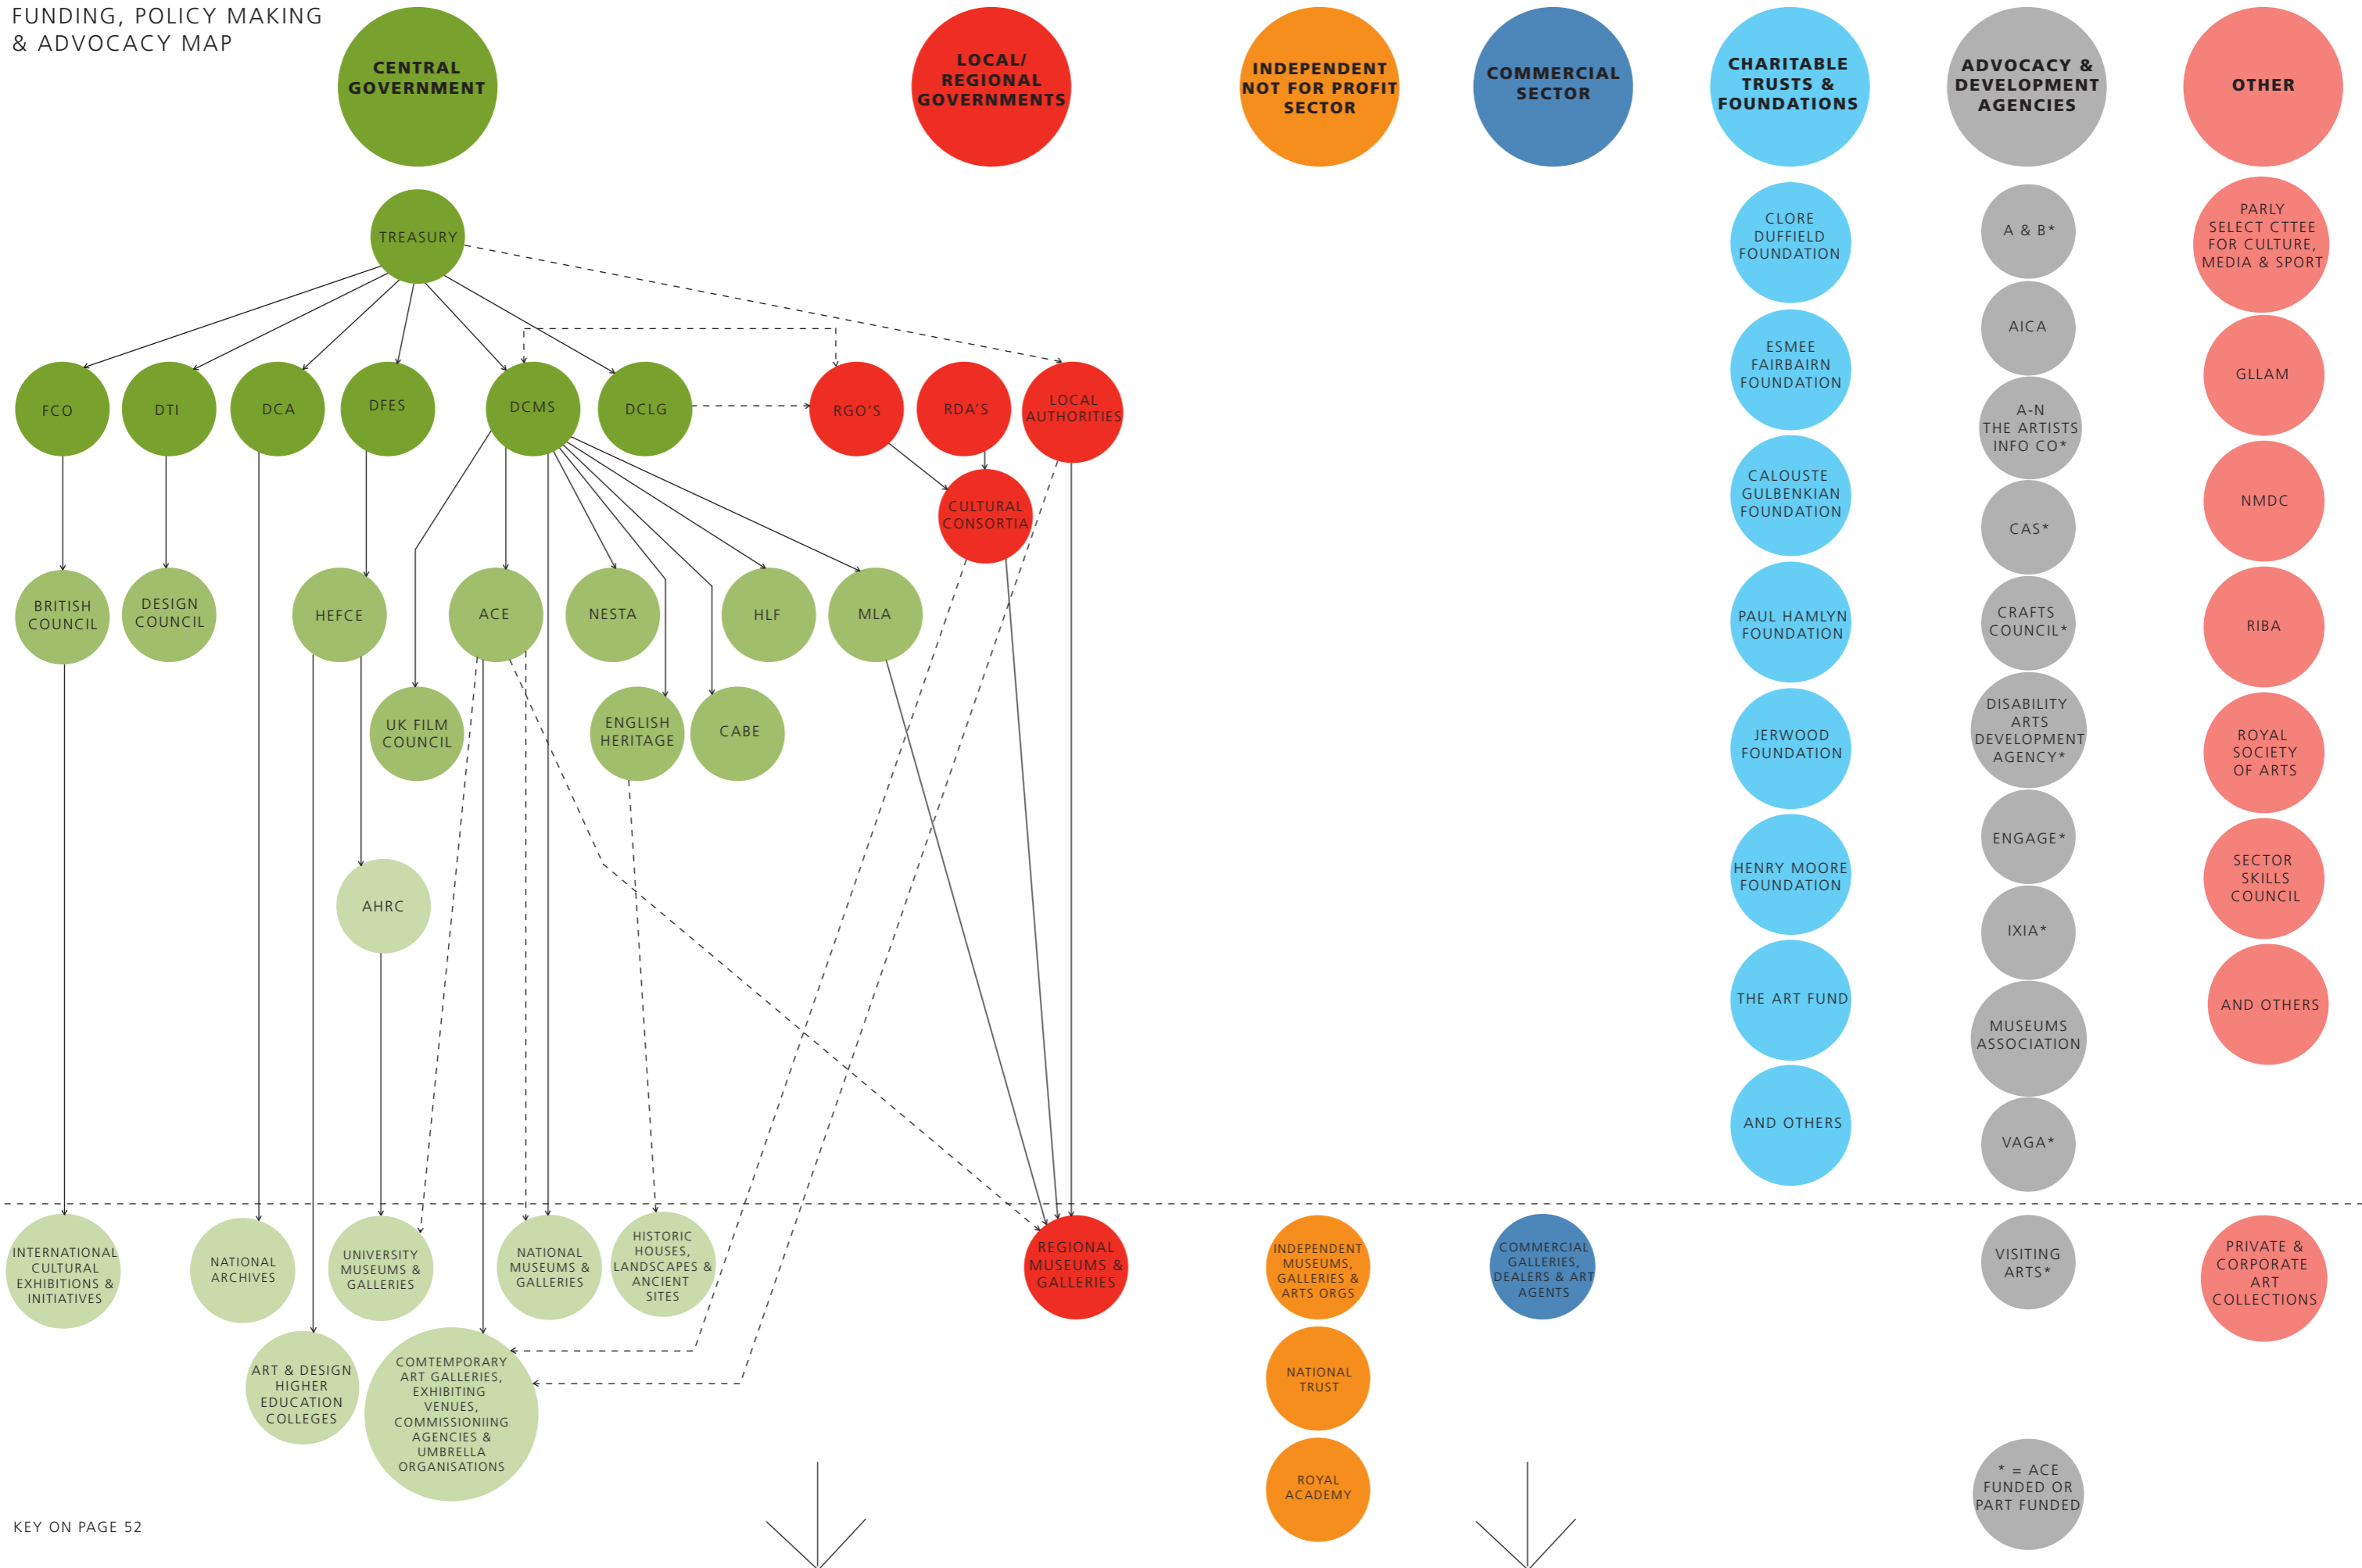 FUNDING, POLICY MAKING
& ADVOCACY MAP
CENTRAL
GOVERNMENT
LOCAL/
REGIONAL
GOVERNMENTS
INDEPENDENT
NOT FOR PROFIT
SECTOR
COMMERCIAL
SECTOR
CHARITABLE
TRUSTS &
FOUNDATIONS
ADVOCACY &
DEVELOPMENT
AGENCIES
OTHER
TREASURY
FCO
DTI
DCA
DFES
DCMS
DCLG
RGO'S
RDA'S
LOCAL
AUTHORITIES
CULTURAL
CONSORTIA
BRITISH
COUNCIL
DESIGN
COUNCIL
HEFCE
ACE
NESTA
HLF
MLA
UK FILM
COUNCIL
ENGLISH
HERITAGE
CABE
AHRC
CLORE
DUFFIELD
FOUNDATION
ESMEE
FAIRBAIRN
FOUNDATION
CALOUSTE
GULBENKIAN
FOUNDATION
PAUL HAMLYN
FOUNDATION
JERWOOD
FOUNDATION
HENRY MOORE
FOUNDATION
THE ART FUND
AND OTHERS
A & B*
AICA
A-N
THE ARTISTS
INFO CO*
CAS*
CRAFTS
COUNCIL*
DISABILITY
ARTS
DEVELOPMENT
AGENCY*
ENGAGE*
IXIA*
MUSEUMS
ASSOCIATION
VAGA*
PARLY
SELECT CTTEE
FOR CULTURE,
MEDIA & SPORT
GLLAM
NMDC
RIBA
ROYAL
SOCIETY
OF ARTS
SECTOR
SKILLS
COUNCIL
AND OTHERS
INTERNATIONAL
CULTURAL
EXHIBITIONS &
INITIATIVES
NATIONAL
ARCHIVES
UNIVERSITY
MUSEUMS &
GALLERIES
NATIONAL
MUSEUMS &
GALLERIES
HISTORIC
HOUSES,
LANDSCAPES &
ANCIENT
SITES
REGIONAL
MUSEUMS &
GALLERIES
INDEPENDENT
MUSEUMS,
GALLERIES &
ARTS ORGS
COMMERCIAL
GALLERIES,
DEALERS & ART
AGENTS
VISITING
ARTS*
PRIVATE &
CORPORATE
ART
COLLECTIONS
ART & DESIGN
HIGHER
EDUCATION
COLLEGES
COMTEMPORARY
ART GALLERIES,
EXHIBITING
VENUES,
COMMISSIONIING
AGENCIES &
UMBRELLA
ORGANISATIONS
NATIONAL
TRUST
ROYAL
ACADEMY
* = ACE
FUNDED OR
PART FUNDED
KEY ON PAGE 52